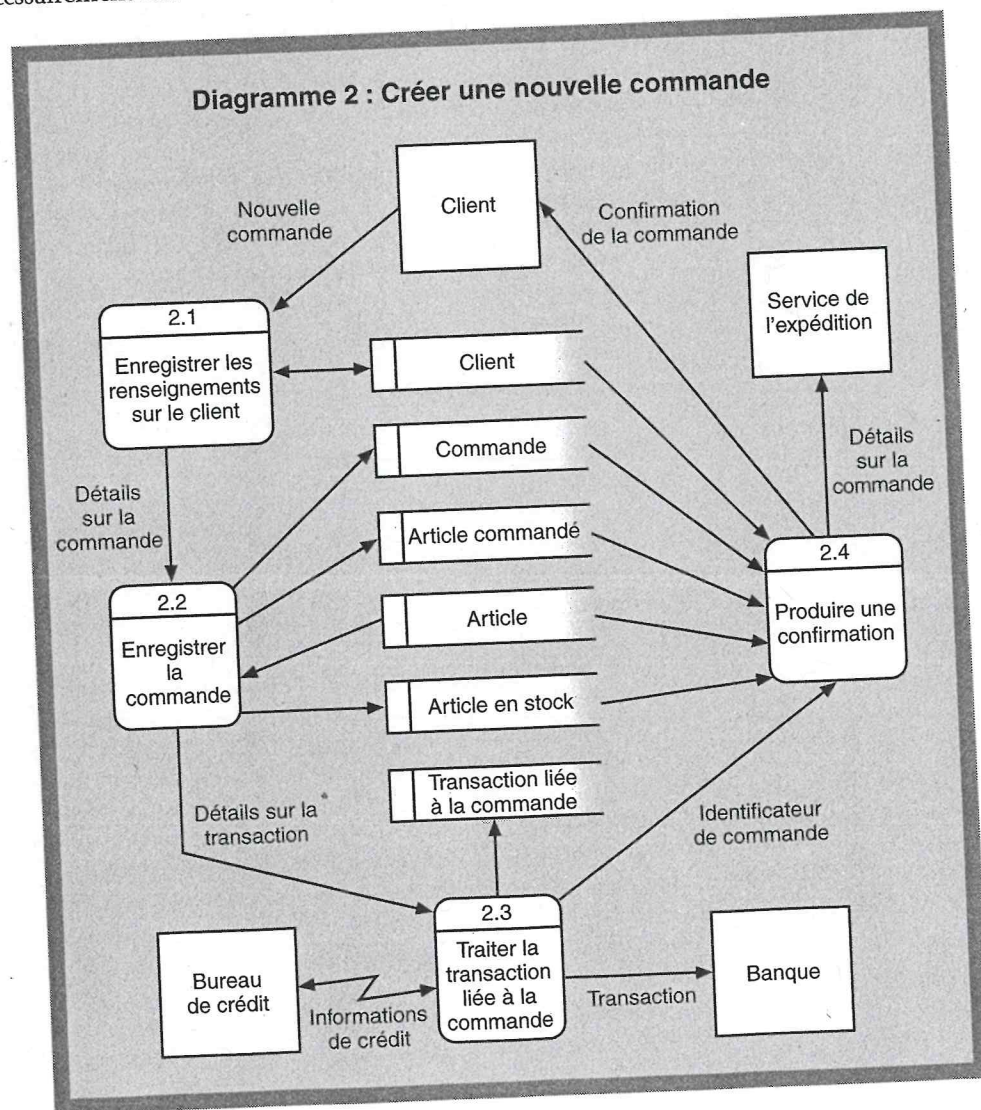 Diagramme 2 : Créer une nouvelle commande
Client
Nouvelle
commande
Confirmation
de la commande
Service de
l'expédition
2.1
Enregistrer les
renseignements
sur le client
Client
Commande
Détails
sur la
commande
Détails
sur la
commande
Article commandé
2.4
Produire une
confirmation
2.2
Enregistrer
la
commande
Article
Article en stock
Transaction liée
à la commande
Détails sur la
transaction
Identificateur
de commande
2.3
Traiter la
transaction
liée à la
commande
Bureau
de crédit
Informations
de crédit
Transaction
Banque